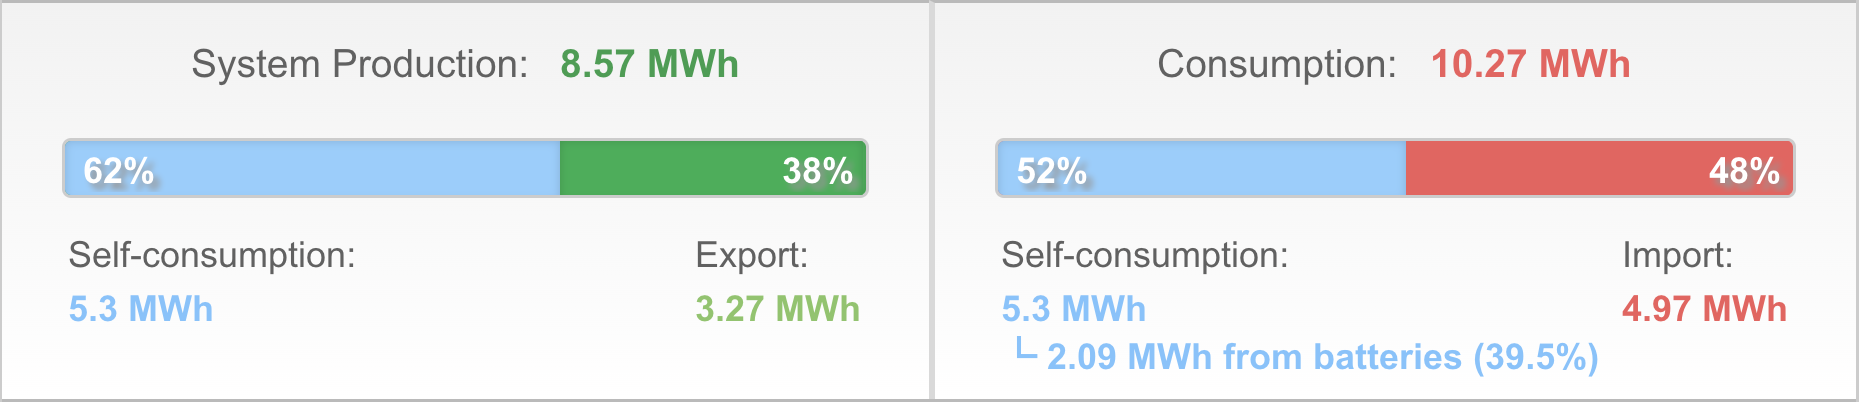 System Production: 8.57 MWh
62% 38%
Self-consumption: Export:
5.3 MWh 3.27 MWh
Consumption: 10.27 MWh
52% 48%
Self-consumption: Import:
5.3 MWh 4.97 MWh
2.09 MWh from batteries (39.5%)